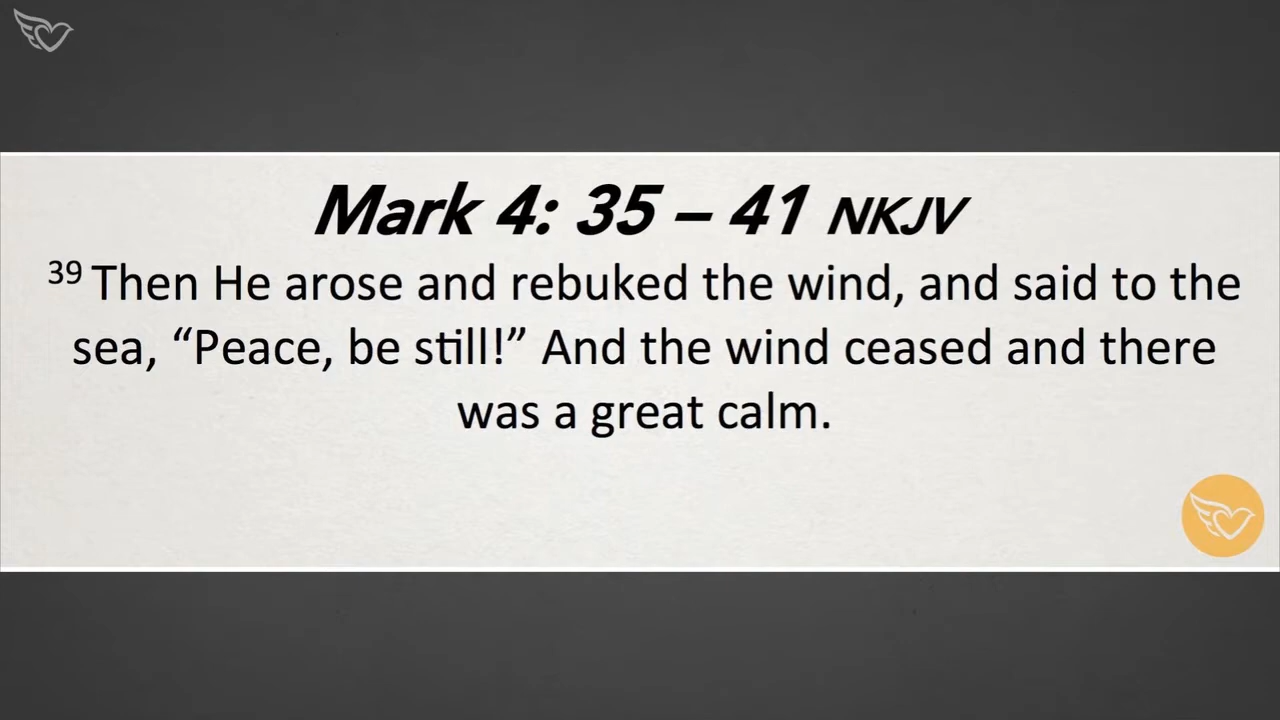 Mark 4: 35 – 41 NKJV
39 Then He arose and rebuked the wind, and said to the
sea, “Peace, be still!” And the wind ceased and there
was a great calm.